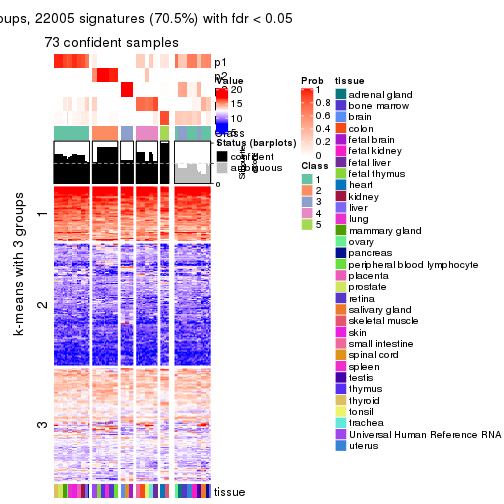 oups, 22005 signatures (70.5%) with fdr < 0.05
73 confident samples
p1
p2
Value
20
15
10
5
Class
Status (barplots)
confident
ambiguous
0
k-means with 3 groups
1
2
3
tissue
Prob
1
0.8
0.6
0.4
0.2
0
Class
1
2
3
4
5
tissue
adrenal gland
bone marrow
brain
colon
fetal brain
fetal kidney
fetal liver
fetal thymus
heart
kidney
liver
lung
mammary gland
ovary
pancreas
peripheral blood lymphocyte
placenta
prostate
retina
salivary gland
skeletal muscle
skin
small intestine
spinal cord
spleen
testis
thymus
thyroid
tonsil
trachea
Universal Human Reference RNA
uterus